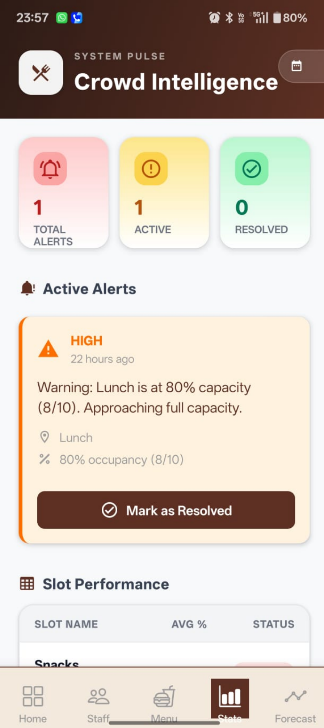 23:57
5G+
80%
SYSTEM PULSE
Crowd Intelligence
1
TOTAL
ALERTS
1
ACTIVE
0
RESOLVED
Active Alerts
HIGH
22 hours ago
Warning: Lunch is at 80% capacity
(8/10). Approaching full capacity.
Lunch
80% occupancy (8/10)
Mark as Resolved
Slot Performance
SLOT NAME AVG % STATUS
Snacks
Home Staff Menu Stats Forecast